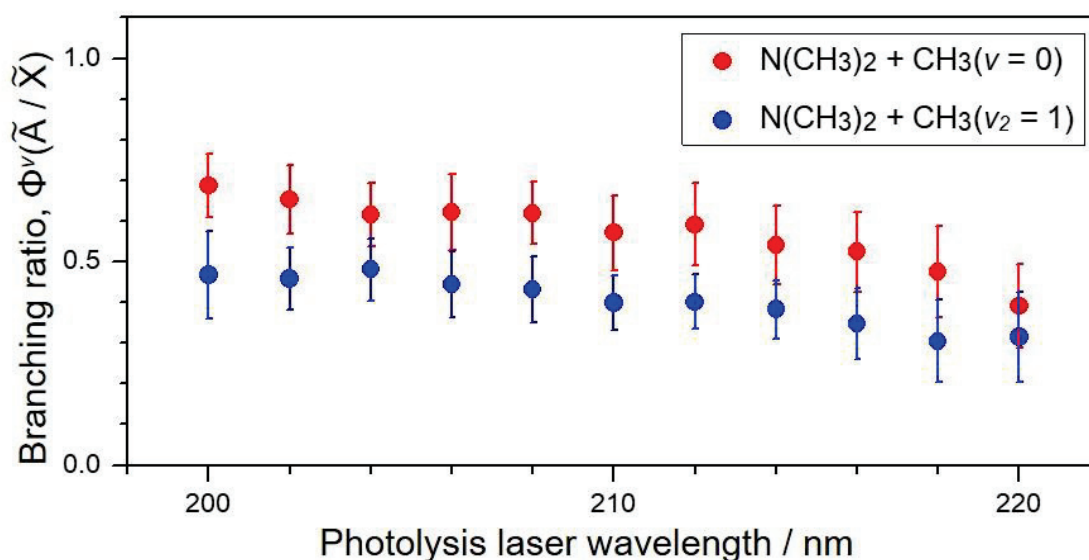 Branching ratio, Φᵛ(Ã / X̃)
1.0
0.5
0.0
N(CH3)2 + CH3(v = 0)
N(CH3)2 + CH3(v2 = 1)
200
210
220
Photolysis laser wavelength / nm